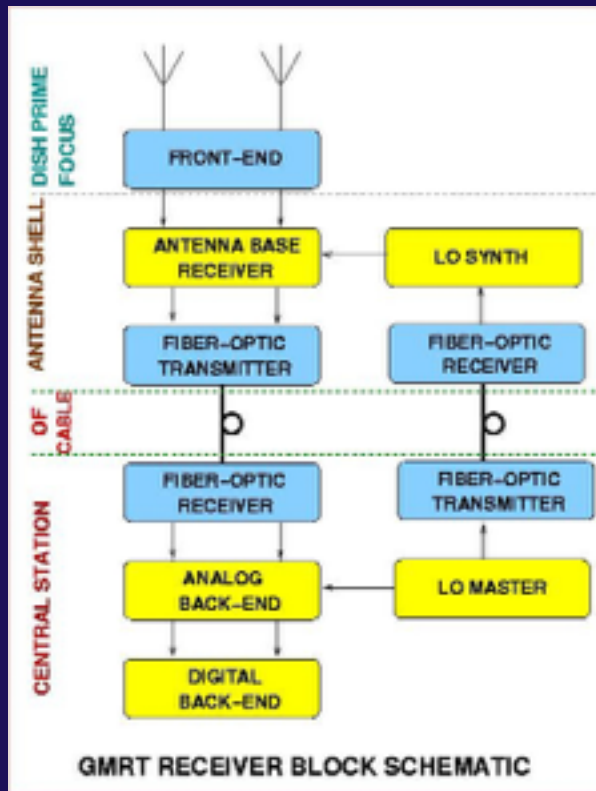 DISH PRIME
FOCUS
FRONT-END
ANTENNA SHELL
ANTENNA BASE
RECEIVER
LO SYNTH
FIBER-OPTIC
TRANSMITTER
FIBER-OPTIC
RECEIVER
OF
CABLE
CENTRAL STATION
FIBER-OPTIC
RECEIVER
FIBER-OPTIC
TRANSMITTER
ANALOG
BACK-END
LO MASTER
DIGITAL
BACK-END
GMRT RECEIVER BLOCK SCHEMATIC